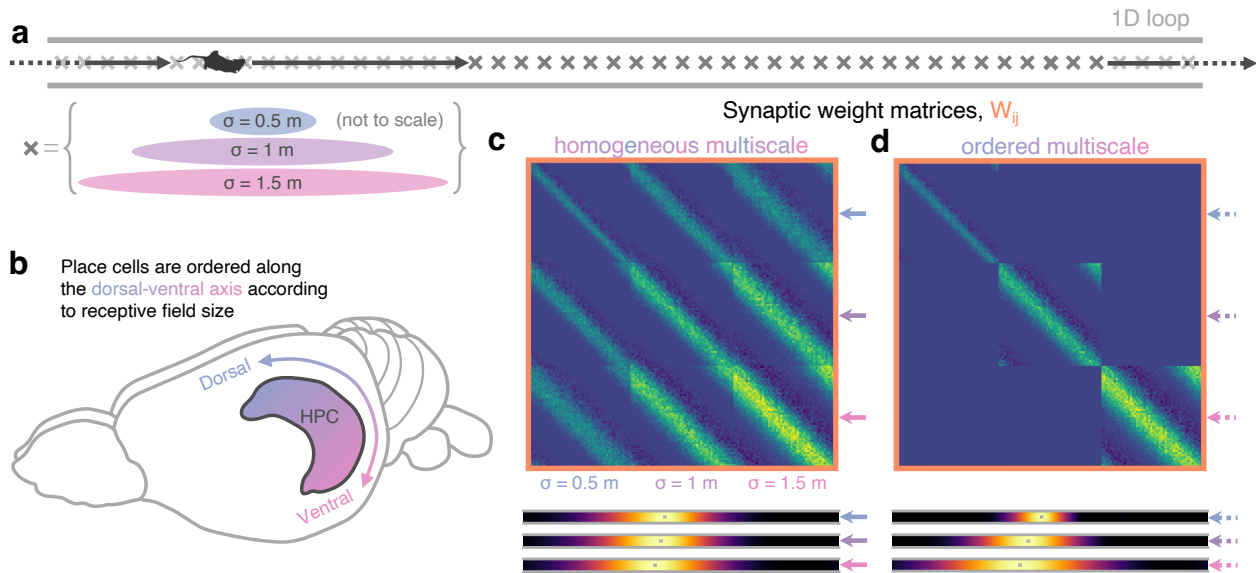 a
1D loop
σ = 0.5 m
(not to scale)
σ = 1 m
σ = 1.5 m
× =
b
Place cells are ordered along
the dorsal-ventral axis according
to receptive field size
Dorsal
HPC
Ventral
Synaptic weight matrices, W_ij
c
homogeneous multiscale
σ = 0.5 m
σ = 1 m
σ = 1.5 m
d
ordered multiscale